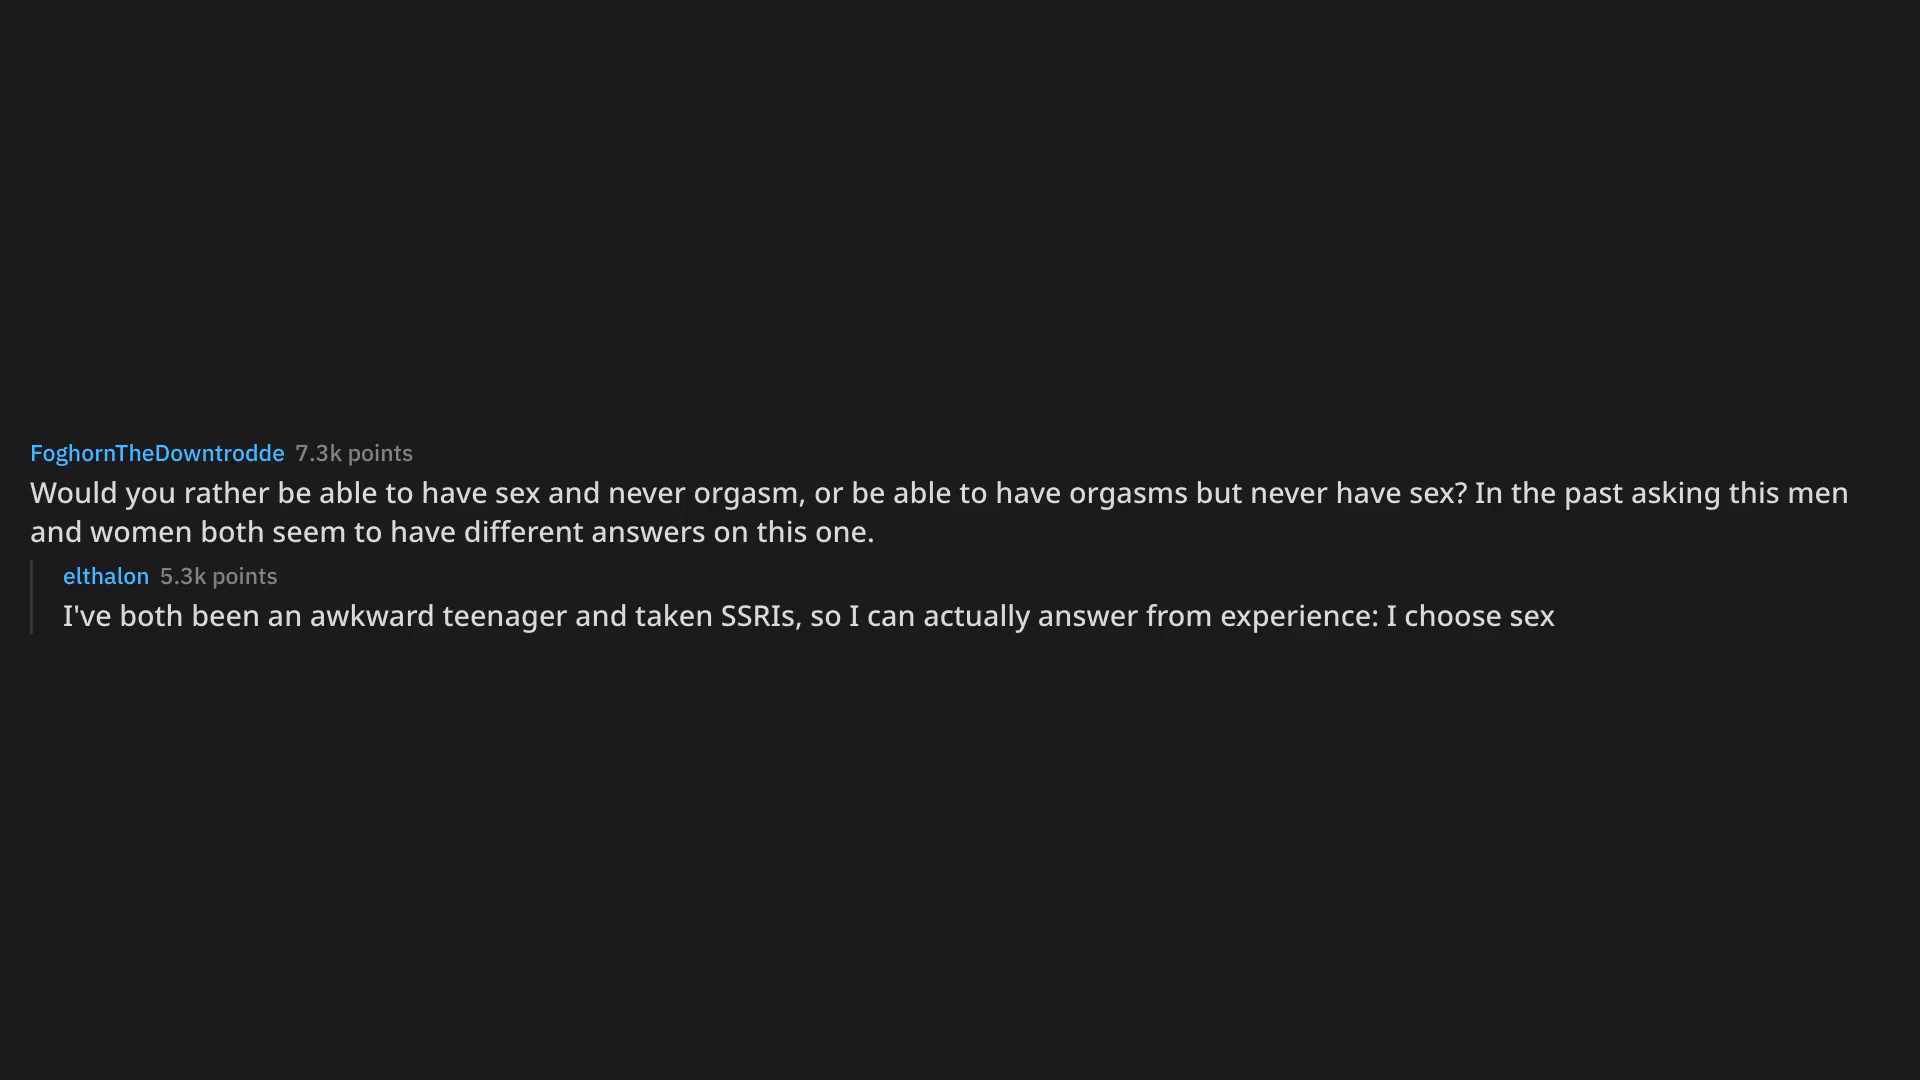 FoghornTheDowntrodde 7.3k points
Would you rather be able to have sex and never orgasm, or be able to have orgasms but never have sex? In the past asking this men
and women both seem to have different answers on this one.
elthalon 5.3k points
I've both been an awkward teenager and taken SSRIs, so I can actually answer from experience: I choose sex